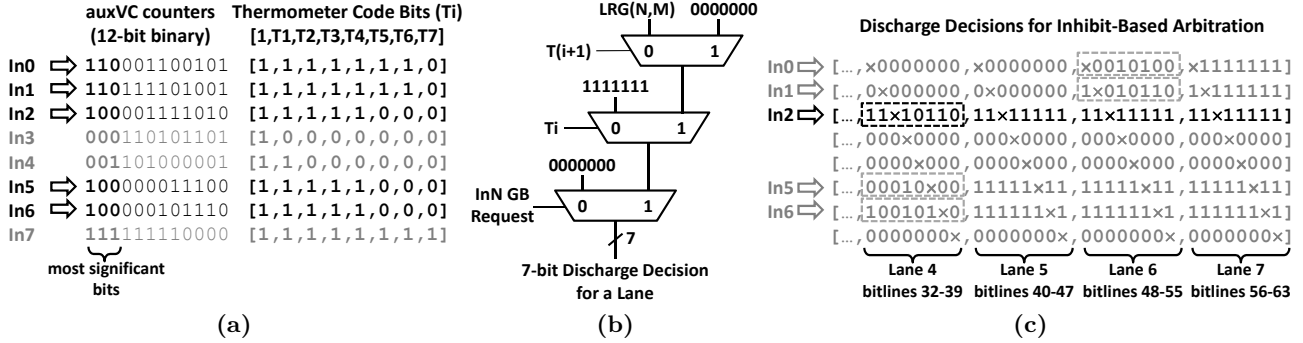 auxVC counters
(12-bit binary)
Thermometer Code Bits (Ti)
[1,T1,T2,T3,T4,T5,T6,T7]
In0 110001100101 [1,1,1,1,1,1,1,0]
In1 110111101001 [1,1,1,1,1,1,1,0]
In2 100001111010 [1,1,1,1,1,0,0,0]
In3 000110101101 [1,0,0,0,0,0,0,0]
In4 001101000001 [1,1,0,0,0,0,0,0]
In5 100000011100 [1,1,1,1,1,0,0,0]
In6 100000101110 [1,1,1,1,1,0,0,0]
In7 111111110000 [1,1,1,1,1,1,1,1]
most significant
bits
(a)
LRG(N,M) 0000000
T(i+1) 0 1
1111111
Ti 0 1
0000000
InN GB
Request
0 1
7
7-bit Discharge Decision
for a Lane
(b)
Discharge Decisions for Inhibit-Based Arbitration
In0 […,×0000000,×0000000,×0010100,×1111111]
In1 […,0×000000,0×000000,1×010110,1×111111]
In2 […,11×10110,11×11111,11×11111,11×11111]
[…,000×0000,000×0000,000×0000,000×0000]
[…,0000×000,0000×000,0000×000,0000×000]
In5 […,00010×00,11111×11,11111×11,11111×11]
In6 […,100101×0,111111×1,111111×1,111111×1]
[…,0000000×,0000000×,0000000×,0000000×]
Lane 4
bitlines 32-39
Lane 5
bitlines 40-47
Lane 6
bitlines 48-55
Lane 7
bitlines 56-63
(c)